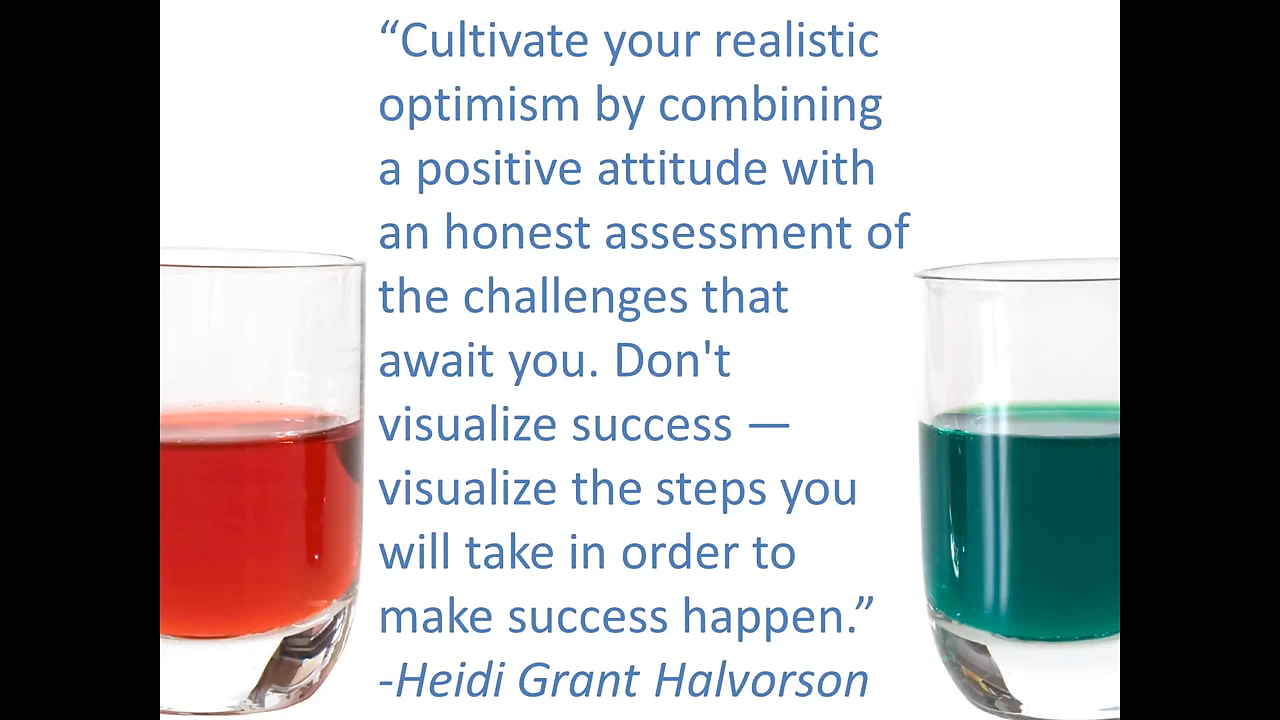 “Cultivate your realistic
optimism by combining
a positive attitude with
an honest assessment of
the challenges that
await you. Don't
visualize success —
visualize the steps you
will take in order to
make success happen.”
-Heidi Grant Halvorson